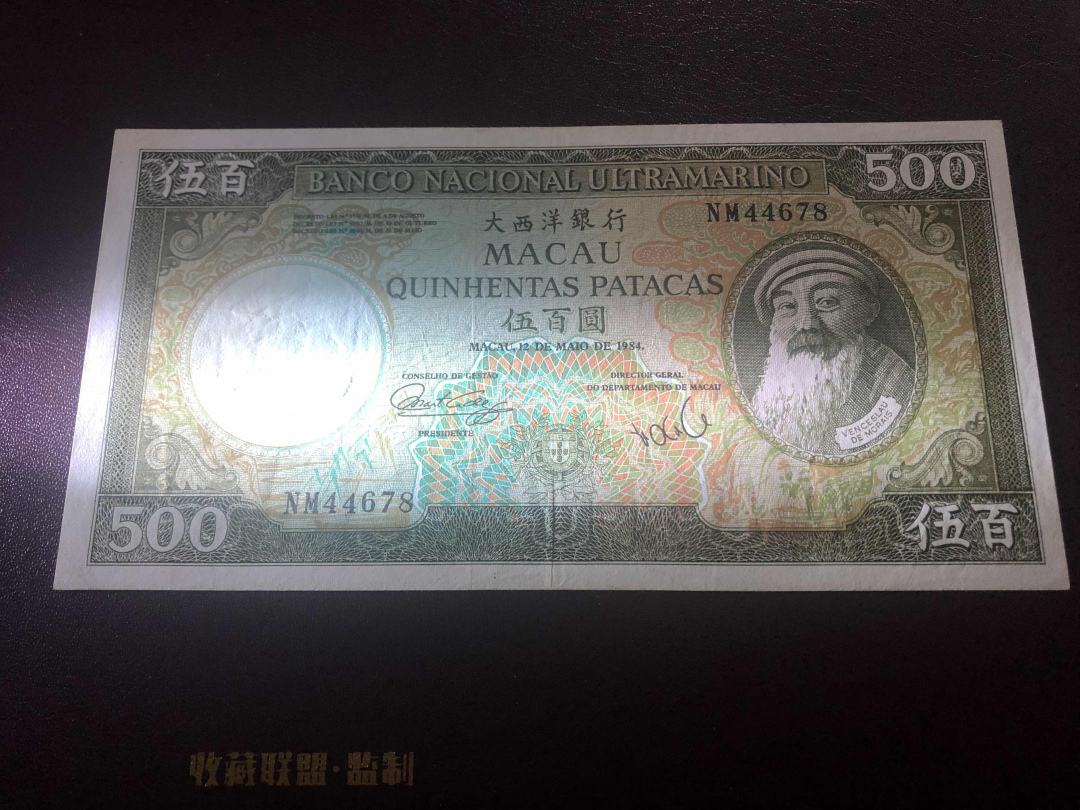 伍百
BANCO NACIONAL ULTRAMARINO
500
大西洋銀行
NM44678
MACAU
QUINHENTAS PATACAS
伍百圓
MACAU, 12 DE MAIO DE 1984.
CONSELHO DE GESTÃO
DIRECTOR GERAL
DO DEPARTAMENTO DE MACAU
PRESIDENTE
VENCESLAU
DE MORAIS
NM44678
500
伍百
收藏联盟·监制